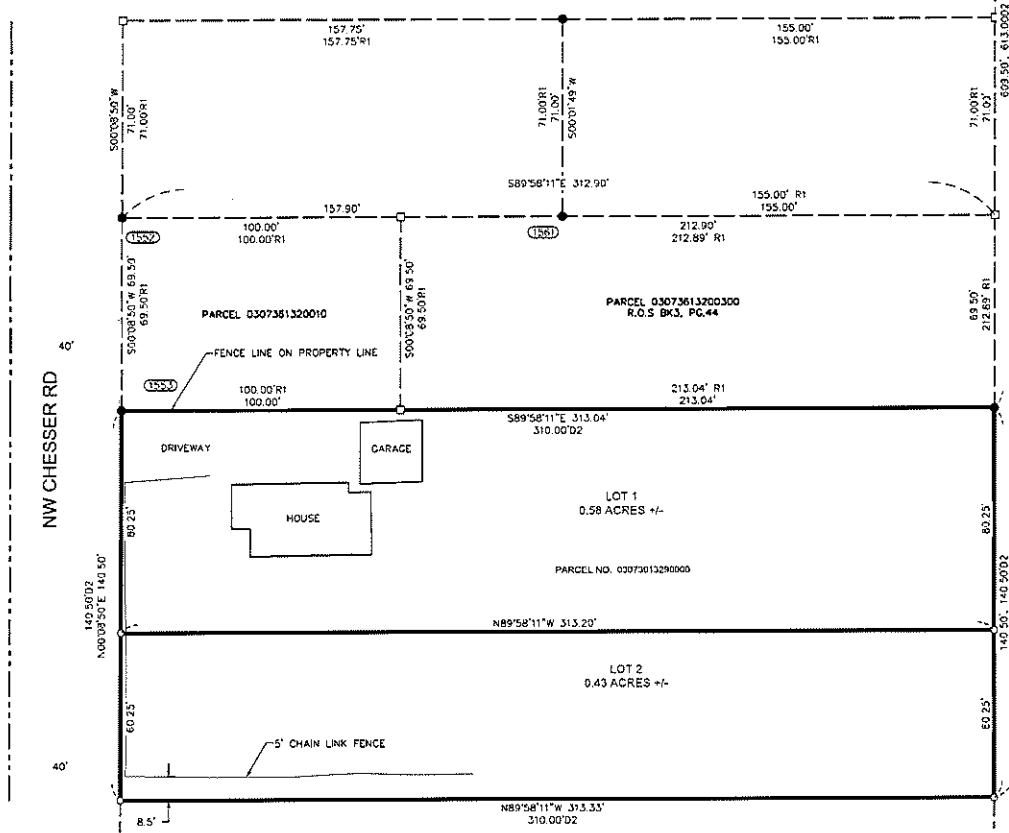 157.75'
157.75'R1
155.00'
155.00'R1
609.50', 613.0002
S00°08'50"W
71.00'
71.00'R1
71.00'R1
71.00'
S00°01'49"W
71.00'R1
71.00'
S89°58'11"E 312.90'
155.00' R1
155.00'
157.90'
100.00'
100.00'R1
1552
1561
212.90'
212.89' R1
S00°08'50"W 69.50'
69.50'R1
S00°08'50"W 69.50'
69.50'R1
69.50'
212.89' R1
PARCEL 0307361320010
PARCEL 03073613200300
R.O.S BK3, PG.44
40'
FENCE LINE ON PROPERTY LINE
1553
100.00'R1
100.00'
213.04' R1
213.04'
S89°58'11"E 313.04'
310.00'D2
NW CHESSER RD
DRIVEWAY
GARAGE
HOUSE
LOT 1
0.58 ACRES +/-
PARCEL NO. 03073613290000
80.25'
80.25'
140.50'D2
N00°08'50"E 140.50'
140.50', 140.50'D2
N89°58'11"W 313.20'
LOT 2
0.43 ACRES +/-
60.25'
60.25'
5' CHAIN LINK FENCE
40'
8.5'
N89°58'11"W 313.33'
310.00'D2